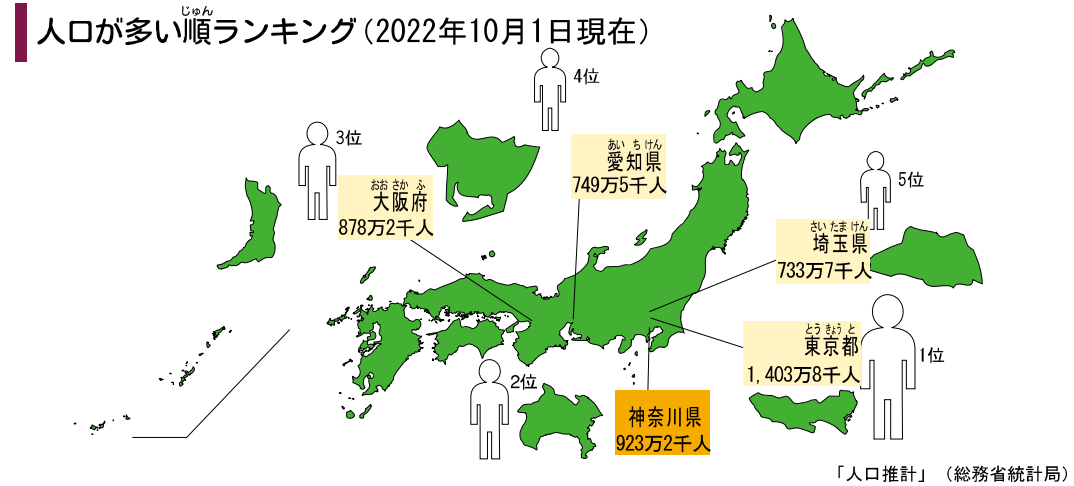 じゅん
人口が多い順ランキング（2022年10月1日現在）
4位
3位
あい ち けん
愛知県
749万5千人
おお さか ふ
大阪府
878万2千人
5位
さい たま けん
埼玉県
733万7千人
とう きょう と
東京都
1,403万8千人
1位
2位
神奈川県
923万2千人
「人口推計」（総務省統計局）